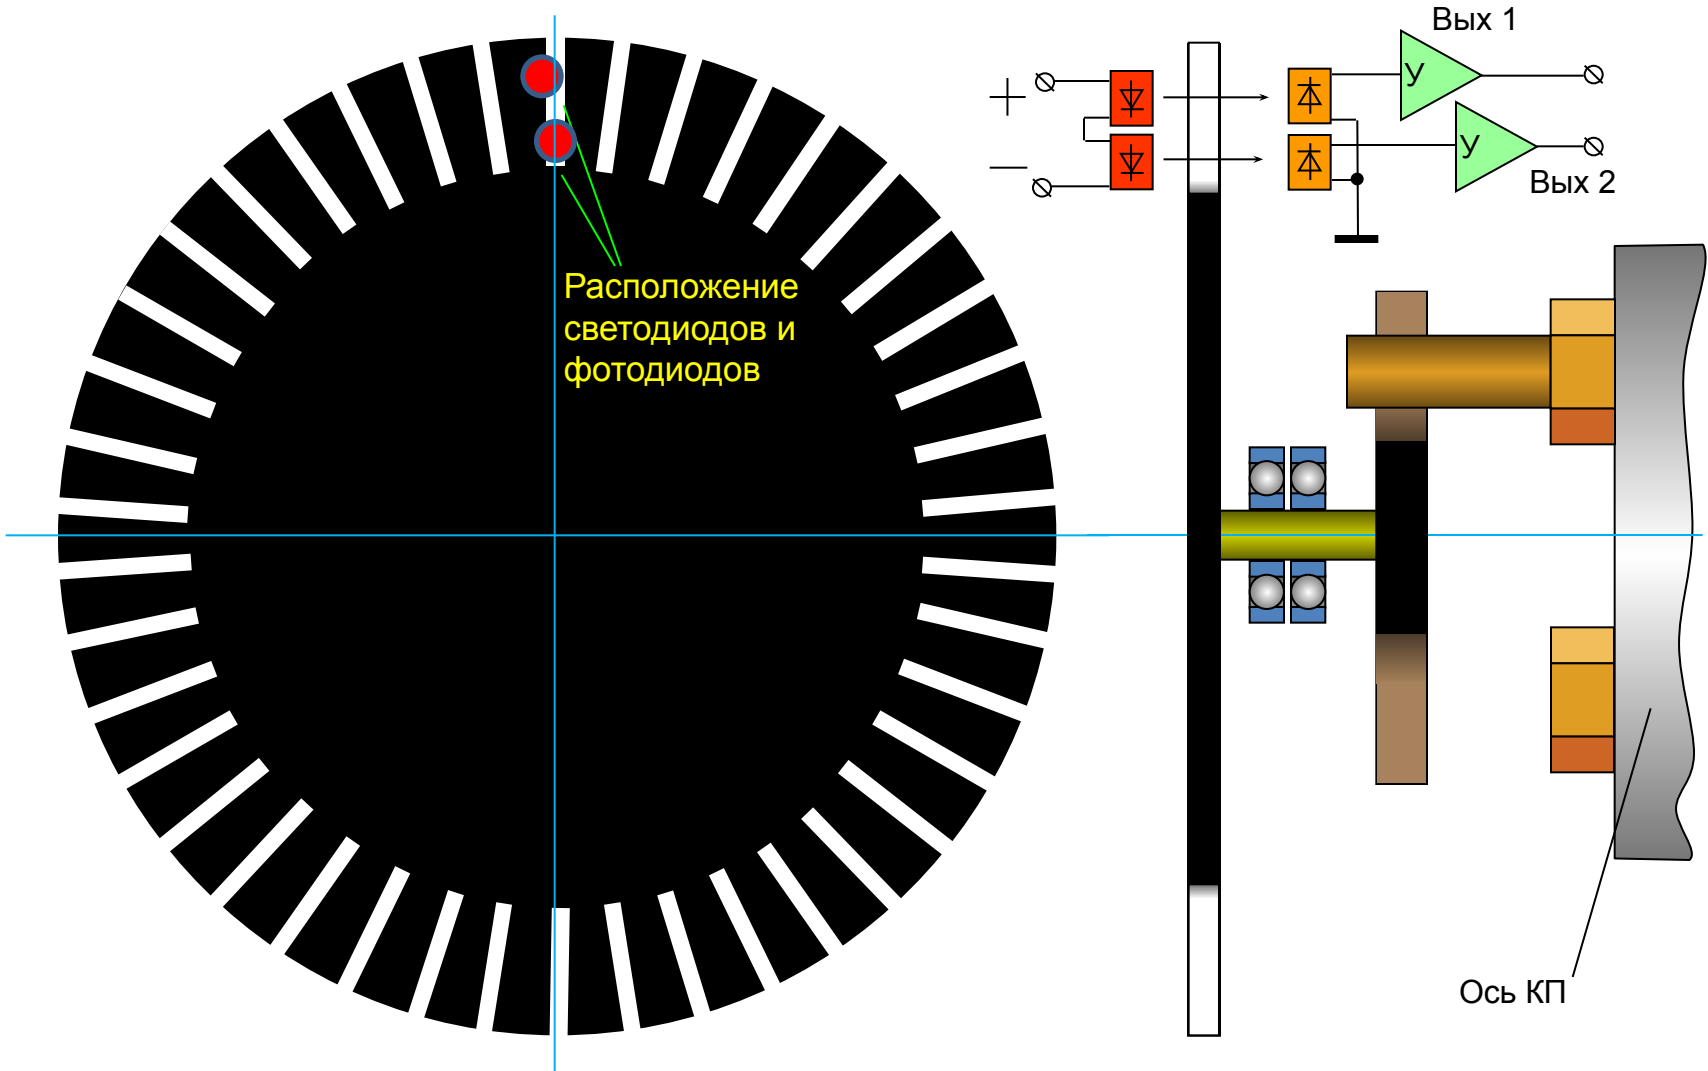 Вых 1
У
+
У
—
Вых 2
Расположение
светодиодов и
фотодиодов
Ось КП